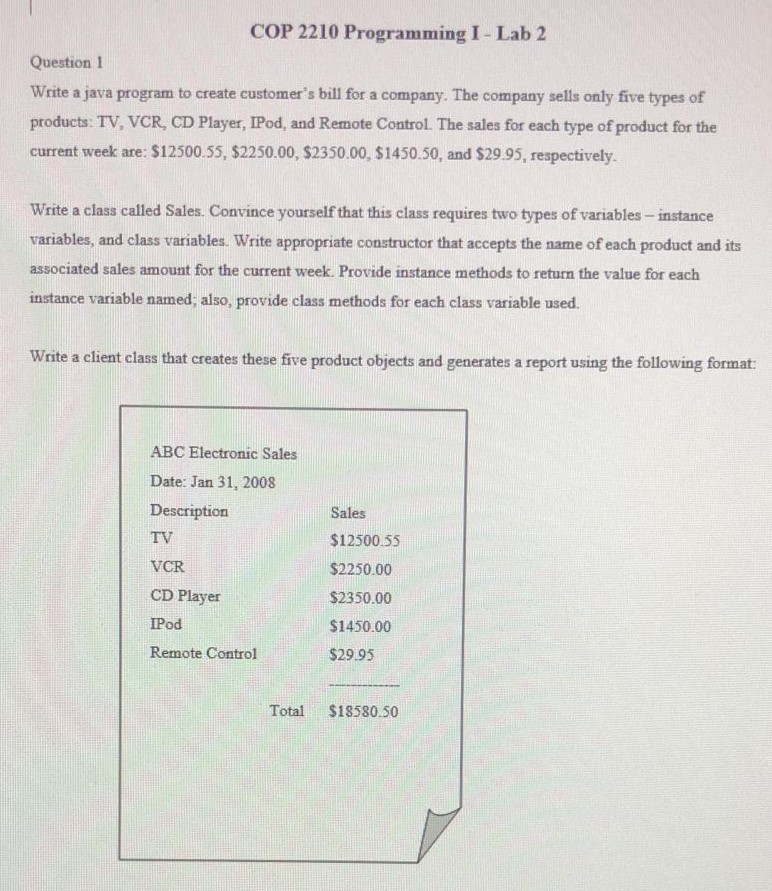 COP 2210 Programming I - Lab 2
Question 1
Write a java program to create customer's bill for a company. The company sells only five types of
products: TV, VCR, CD Player, IPod, and Remote Control. The sales for each type of product for the
current week are: $12500.55, $2250.00, $2350.00, $1450.50, and $29.95, respectively.
Write a class called Sales. Convince yourself that this class requires two types of variables – instance
variables, and class variables. Write appropriate constructor that accepts the name of each product and its
associated sales amount for the current week. Provide instance methods to return the value for each
instance variable named; also, provide class methods for each class variable used.
Write a client class that creates these five product objects and generates a report using the following format:
ABC Electronic Sales
Date: Jan 31, 2008
Description Sales
TV $12500.55
VCR $2250.00
CD Player $2350.00
IPod $1450.00
Remote Control $29.95
---------------
Total $18580.50